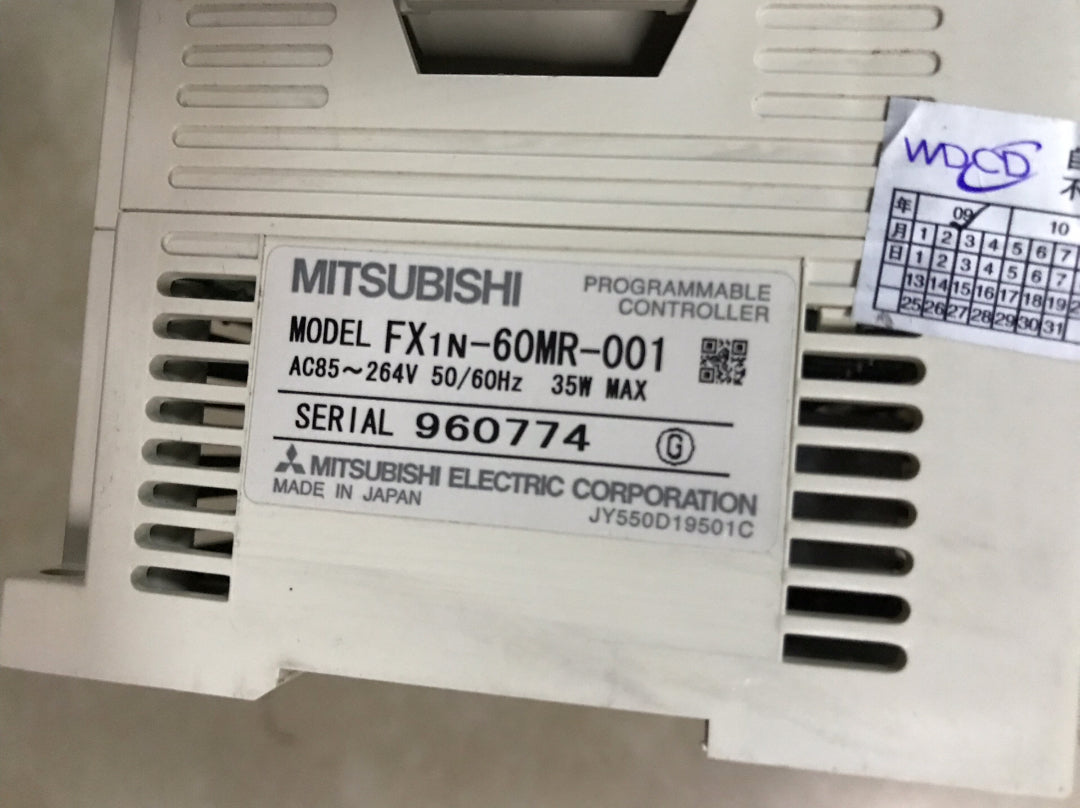 WDCD
自
不
年 09 10
月 1 2 3 4 5 6 7
日 1 2 3 4 5 6 7
13 14 15 16 17 18 19
25 26 27 28 29 30 31
MITSUBISHI
PROGRAMMABLE
CONTROLLER
MODEL FX1N-60MR-001
AC85~264V 50/60Hz 35W MAX
SERIAL 960774 G
MITSUBISHI ELECTRIC CORPORATION
MADE IN JAPAN
JY550D19501C